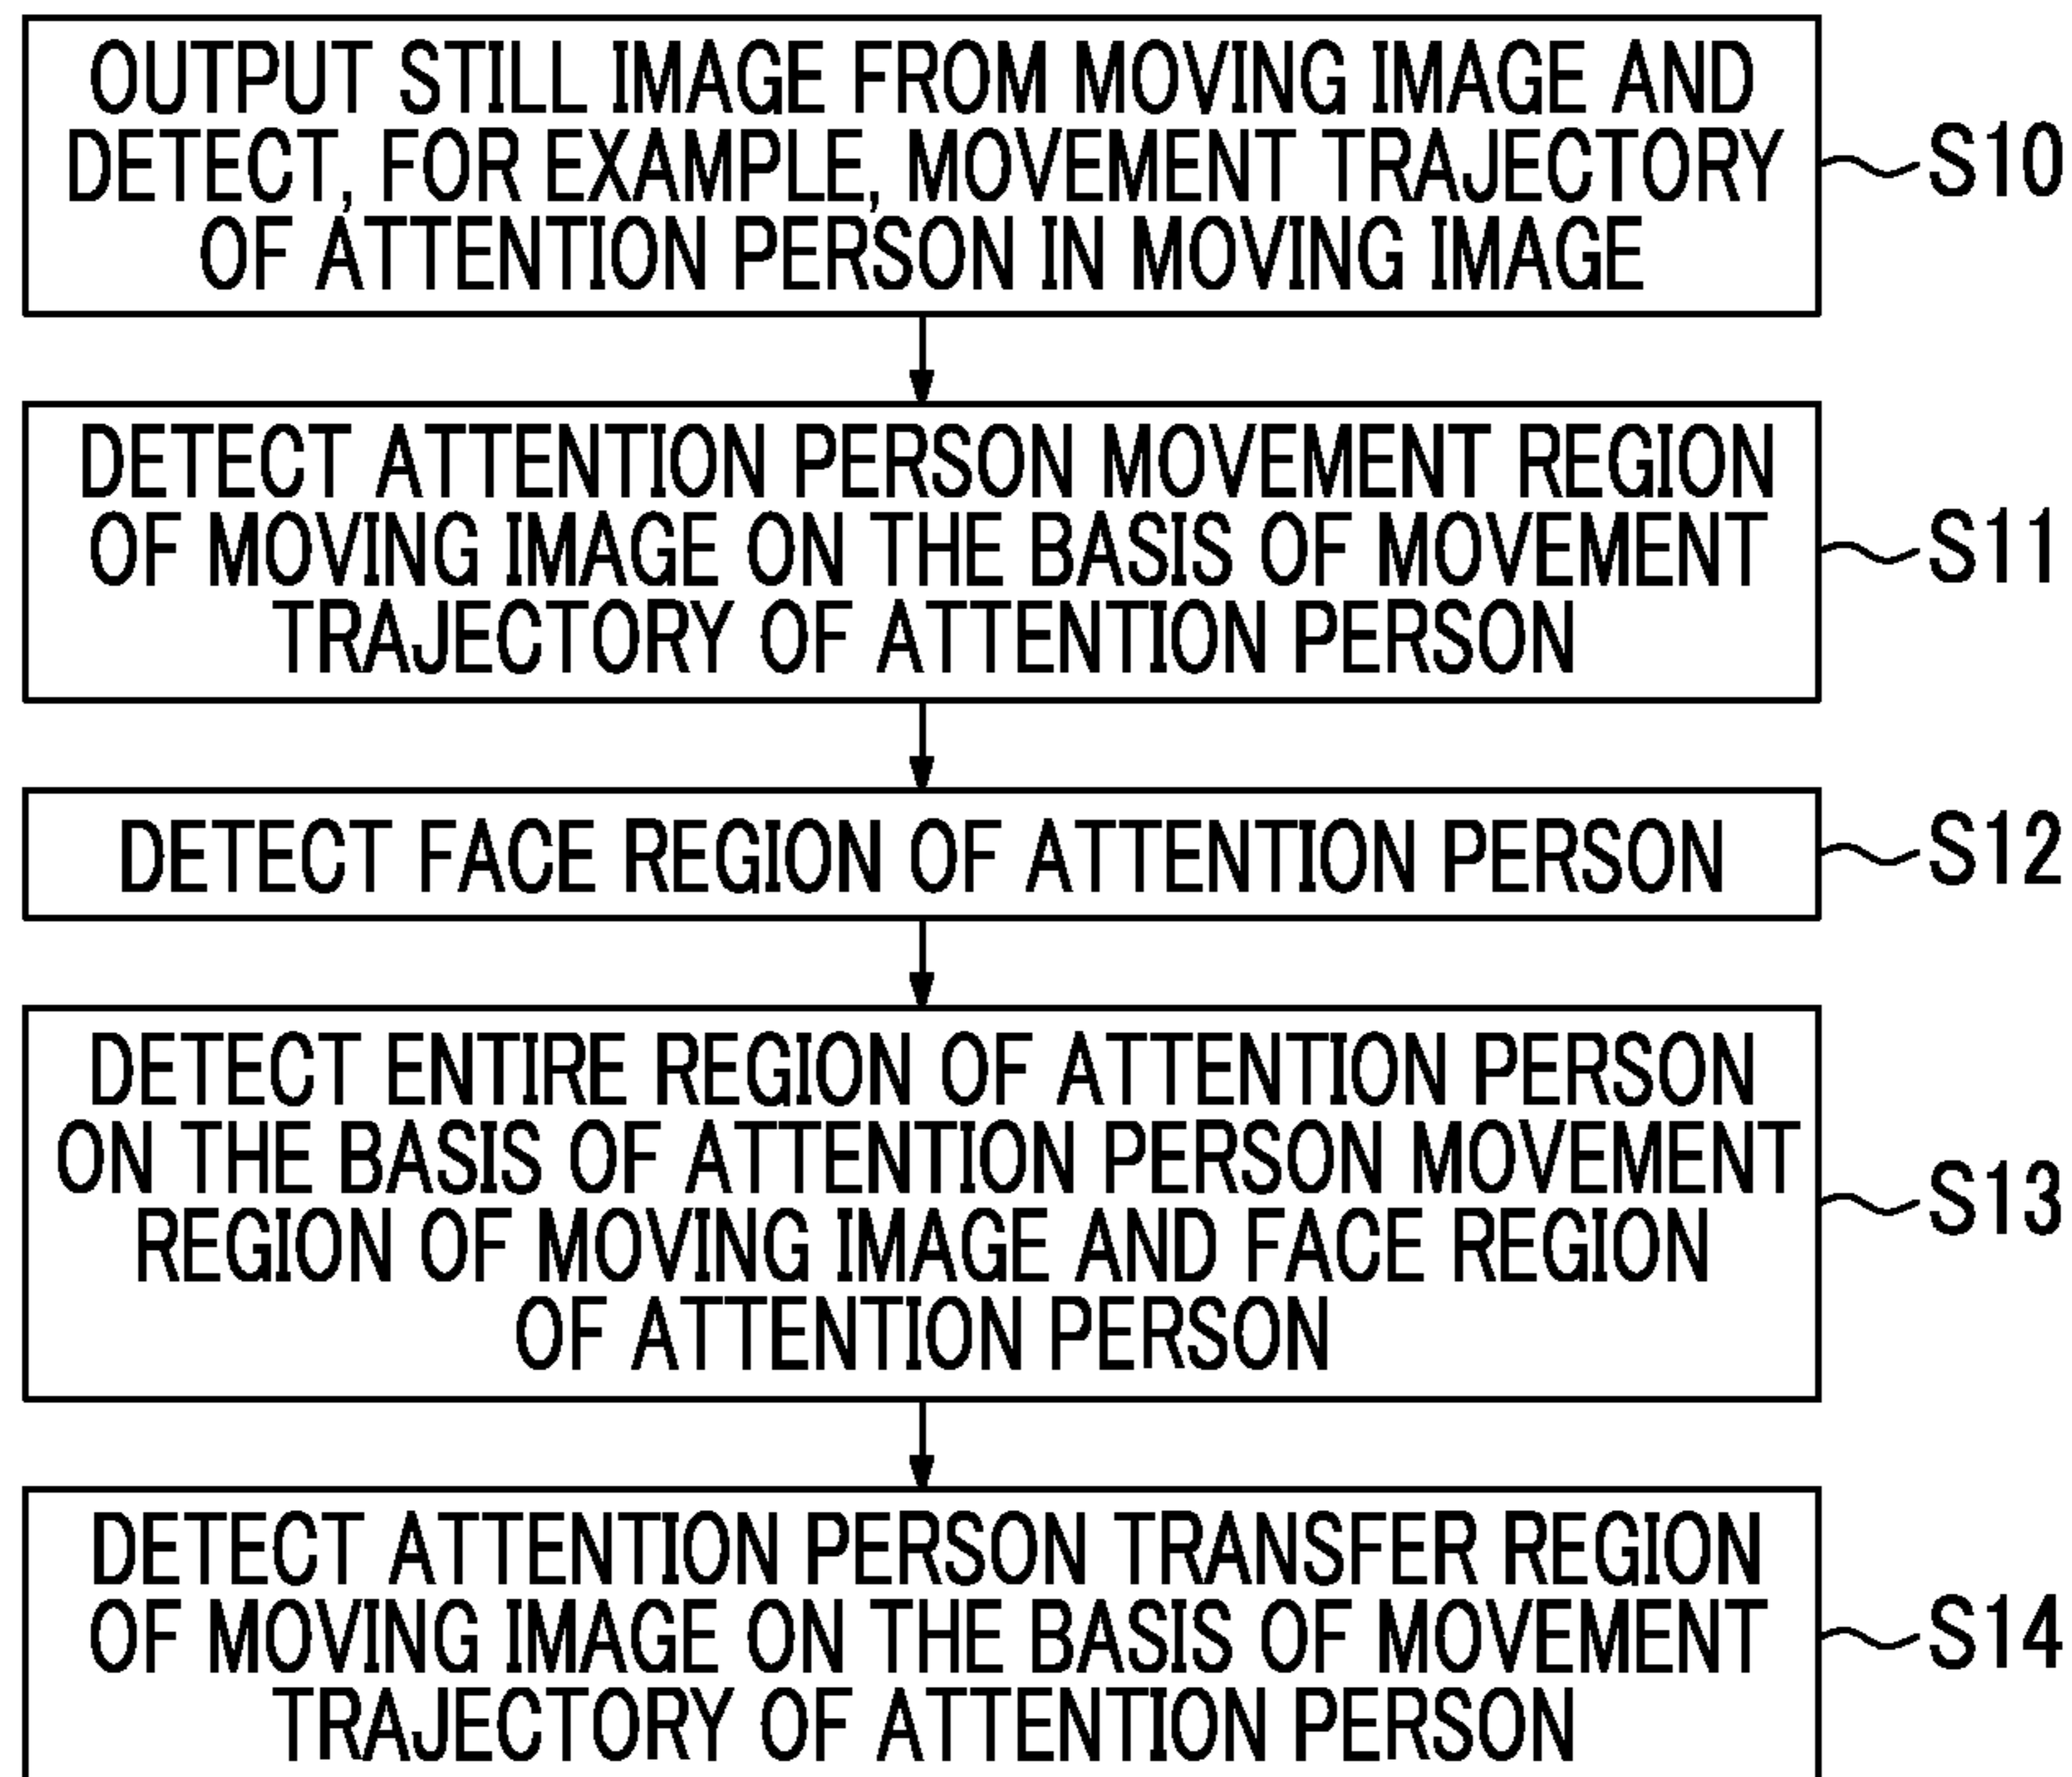 OUTPUT STILL IMAGE FROM MOVING IMAGE AND
DETECT, FOR EXAMPLE, MOVEMENT TRAJECTORY
OF ATTENTION PERSON IN MOVING IMAGE
S10
DETECT ATTENTION PERSON MOVEMENT REGION
OF MOVING IMAGE ON THE BASIS OF MOVEMENT
TRAJECTORY OF ATTENTION PERSON
S11
DETECT FACE REGION OF ATTENTION PERSON
S12
DETECT ENTIRE REGION OF ATTENTION PERSON
ON THE BASIS OF ATTENTION PERSON MOVEMENT
REGION OF MOVING IMAGE AND FACE REGION
OF ATTENTION PERSON
S13
DETECT ATTENTION PERSON TRANSFER REGION
OF MOVING IMAGE ON THE BASIS OF MOVEMENT
TRAJECTORY OF ATTENTION PERSON
S14